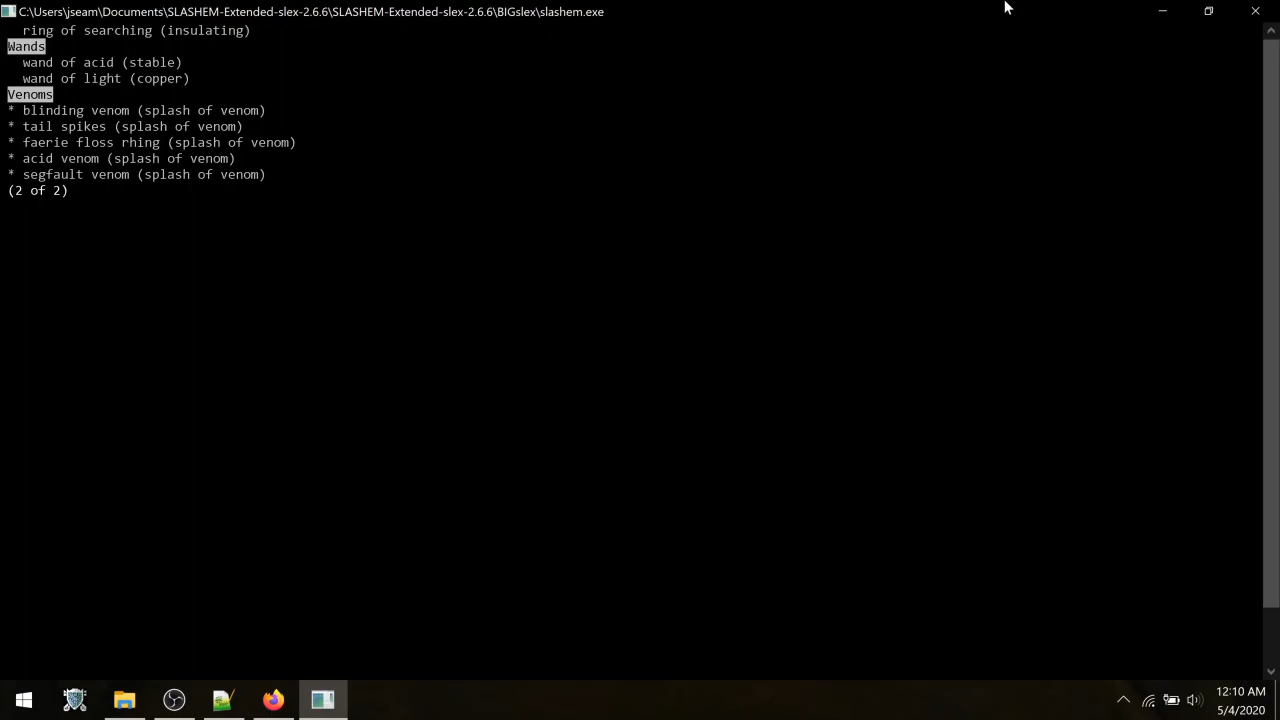 C:\Users\jseam\Documents\SLASHEM-Extended-slex-2.6.6\SLASHEM-Extended-slex-2.6.6\BIGslex\slashem.exe
ring of searching (insulating)
Wands
wand of acid (stable)
wand of light (copper)
Venoms
* blinding venom (splash of venom)
* tail spikes (splash of venom)
* faerie floss rhing (splash of venom)
* acid venom (splash of venom)
* segfault venom (splash of venom)
(2 of 2)
12:10 AM
5/4/2020